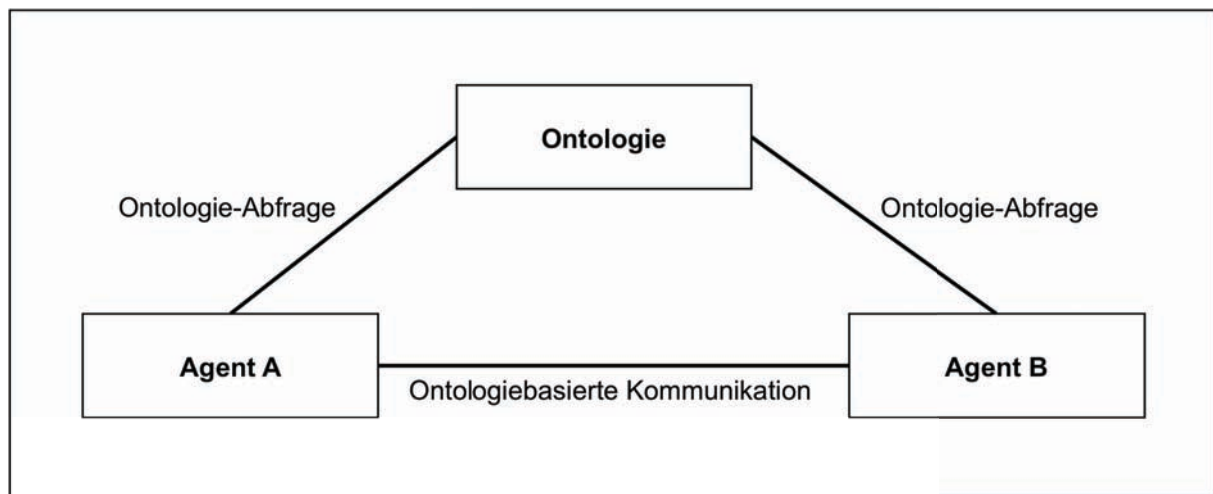 Ontologie
Ontologie-Abfrage
Ontologie-Abfrage
Agent A
Agent B
Ontologiebasierte Kommunikation